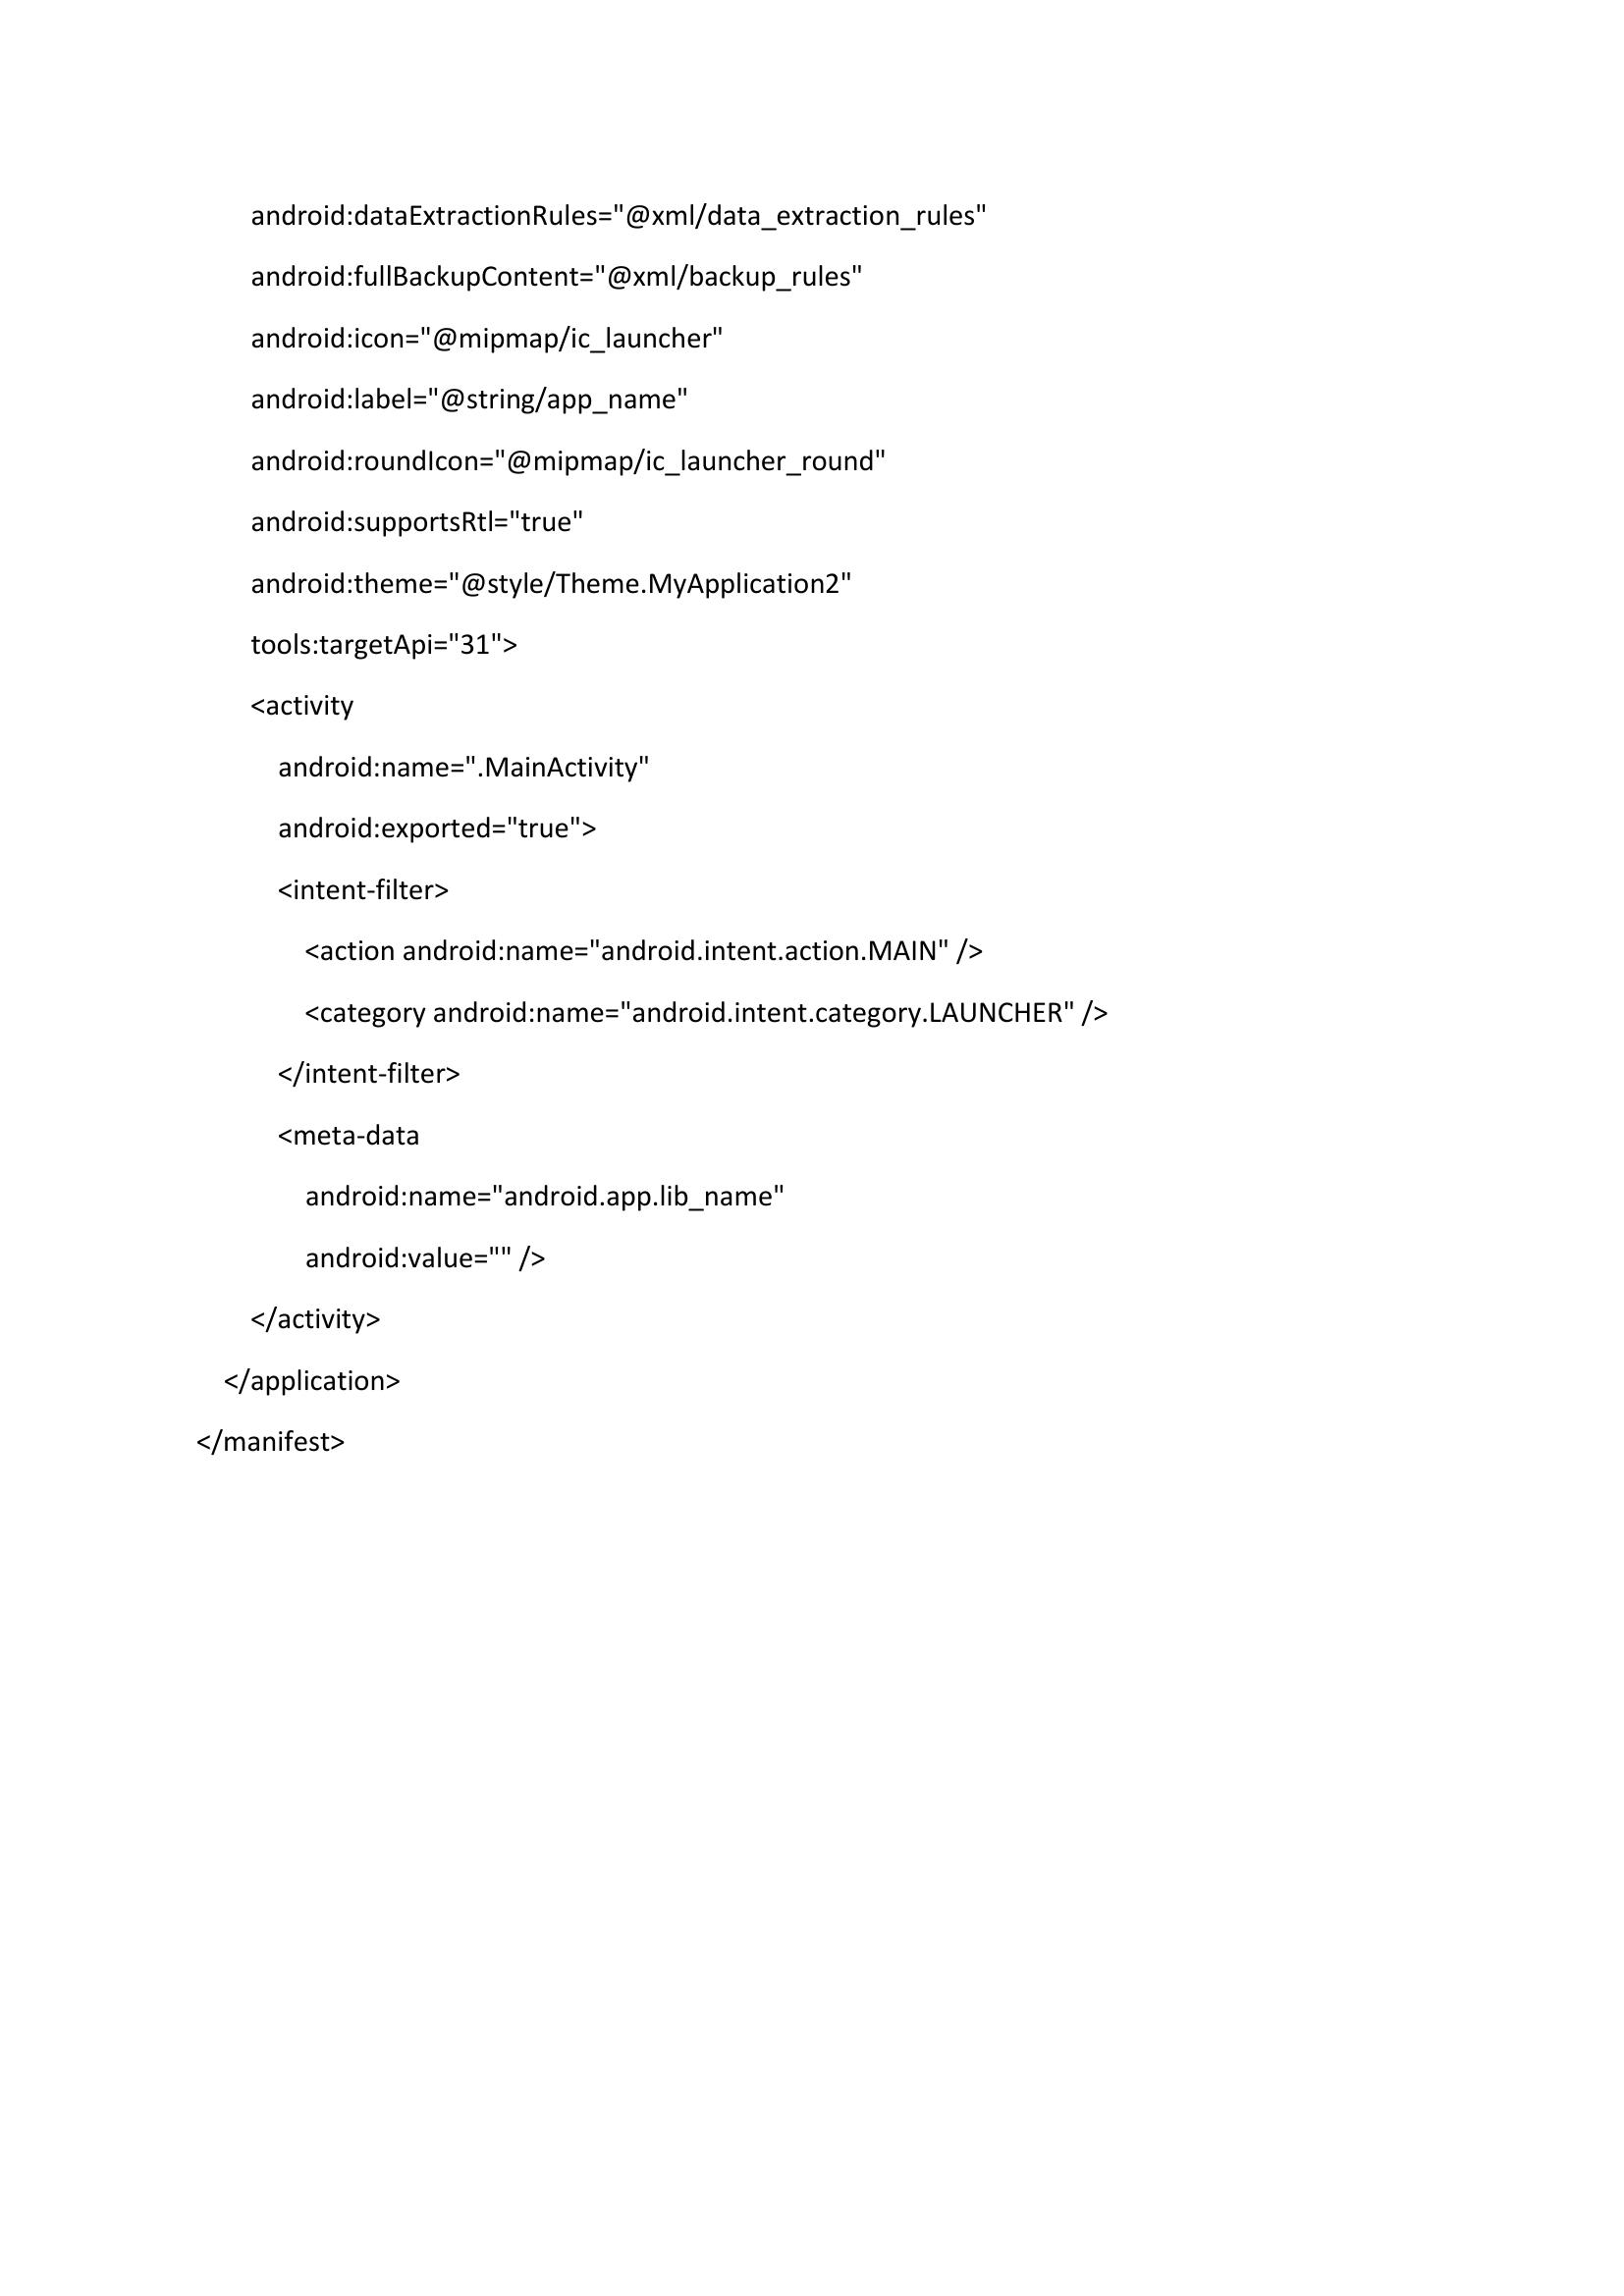 android:dataExtractionRules="@xml/data_extraction_rules"
android:fullBackupContent="@xml/backup_rules"
android:icon="@mipmap/ic_launcher"
android:label="@string/app_name"
android:roundIcon="@mipmap/ic_launcher_round"
android:supportsRtl="true"
android:theme="@style/Theme.MyApplication2"
tools:targetApi="31">
<activity
android:name=".MainActivity"
android:exported="true">
<intent-filter>
<action android:name="android.intent.action.MAIN" />
<category android:name="android.intent.category.LAUNCHER" />
</intent-filter>
<meta-data
android:name="android.app.lib_name"
android:value="" />
</activity>
</application>
</manifest>